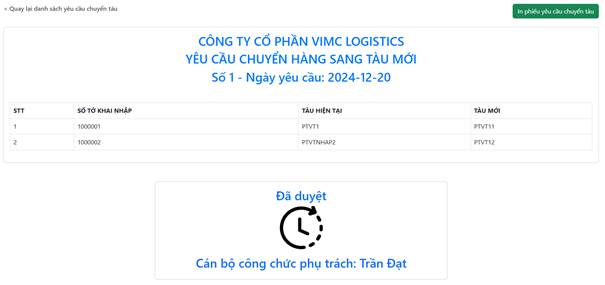 < Quay lại danh sách yêu cầu chuyển tàu
In phiếu yêu cầu chuyển tàu
CÔNG TY CỔ PHẦN VIMC LOGISTICS
YÊU CẦU CHUYỂN HÀNG SANG TÀU MỚI
Số 1 - Ngày yêu cầu: 2024-12-20
STT SỐ TỜ KHAI NHẬP TÀU HIỆN TẠI TÀU MỚI
1 1000001 PTVT1 PTVT11
2 1000002 PTVTNHAP2 PTVT12
Đã duyệt
Cán bộ công chức phụ trách: Trần Đạt